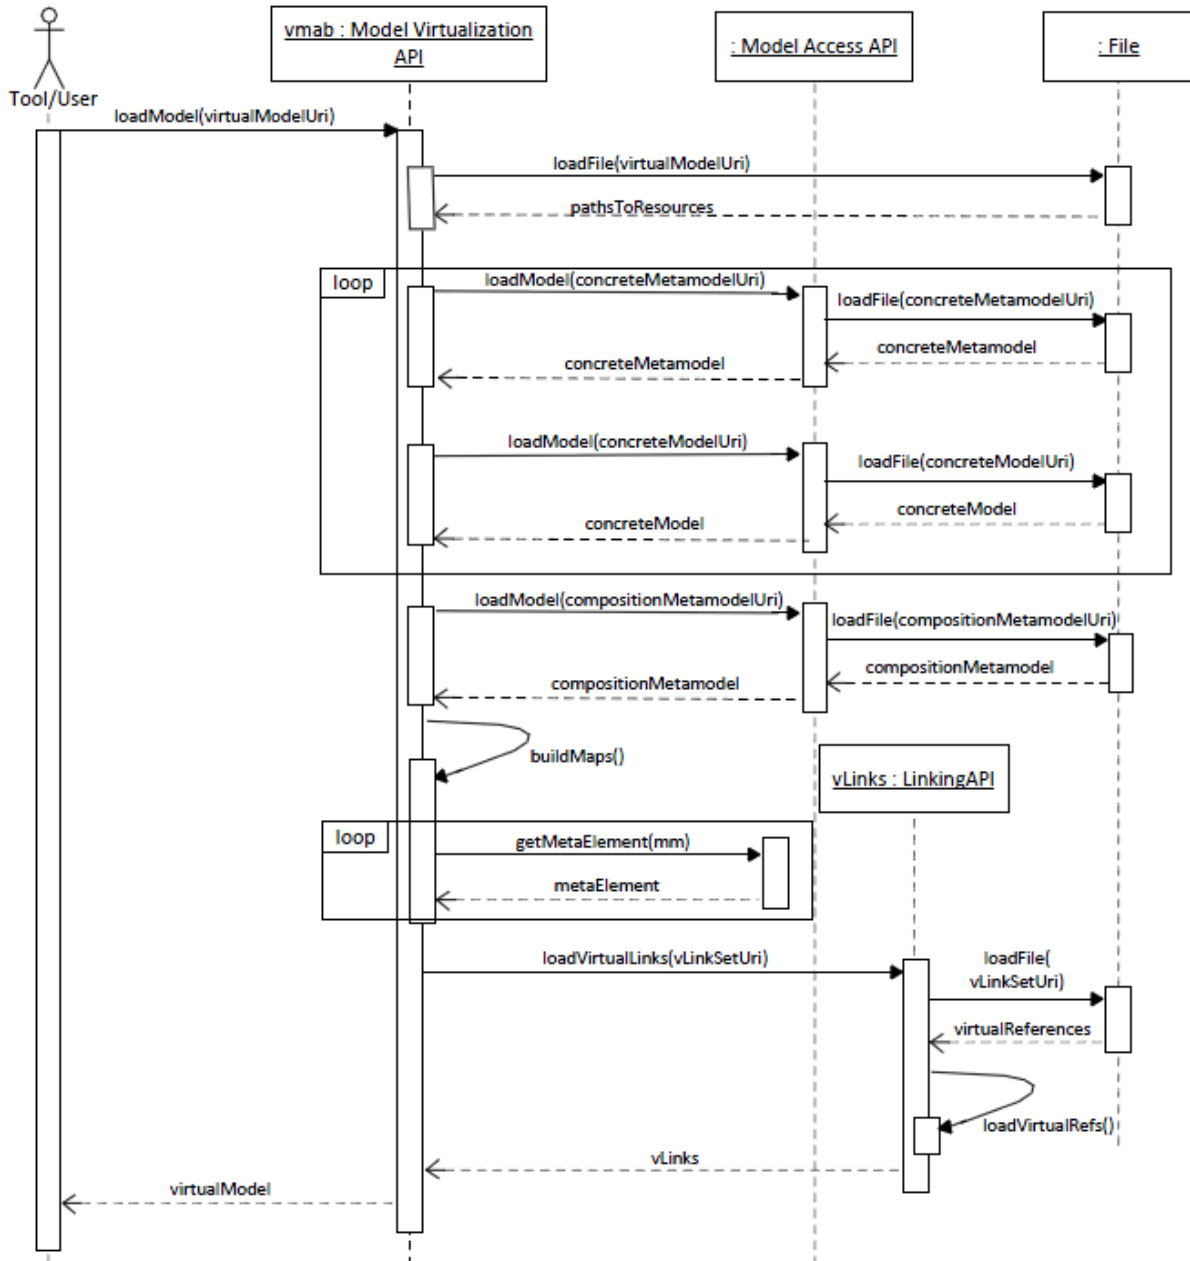 vmab : Model Virtualization
API
: Model Access API
: File
Tool/User
loadModel(virtualModelUri)
loadFile(virtualModelUri)
pathsToResources
loop
loadModel(concreteMetamodelUri)
loadFile(concreteMetamodelUri)
concreteMetamodel
concreteMetamodel
loadModel(concreteModelUri)
loadFile(concreteModelUri)
concreteModel
concreteModel
loadModel(compositionMetamodelUri)
loadFile(compositionMetamodelUri)
compositionMetamodel
compositionMetamodel
buildMaps()
vLinks : LinkingAPI
loop
getMetaElement(mm)
metaElement
loadVirtualLinks(vLinkSetUri)
loadFile(
vLinkSetUri)
virtualReferences
loadVirtualRefs()
vLinks
virtualModel